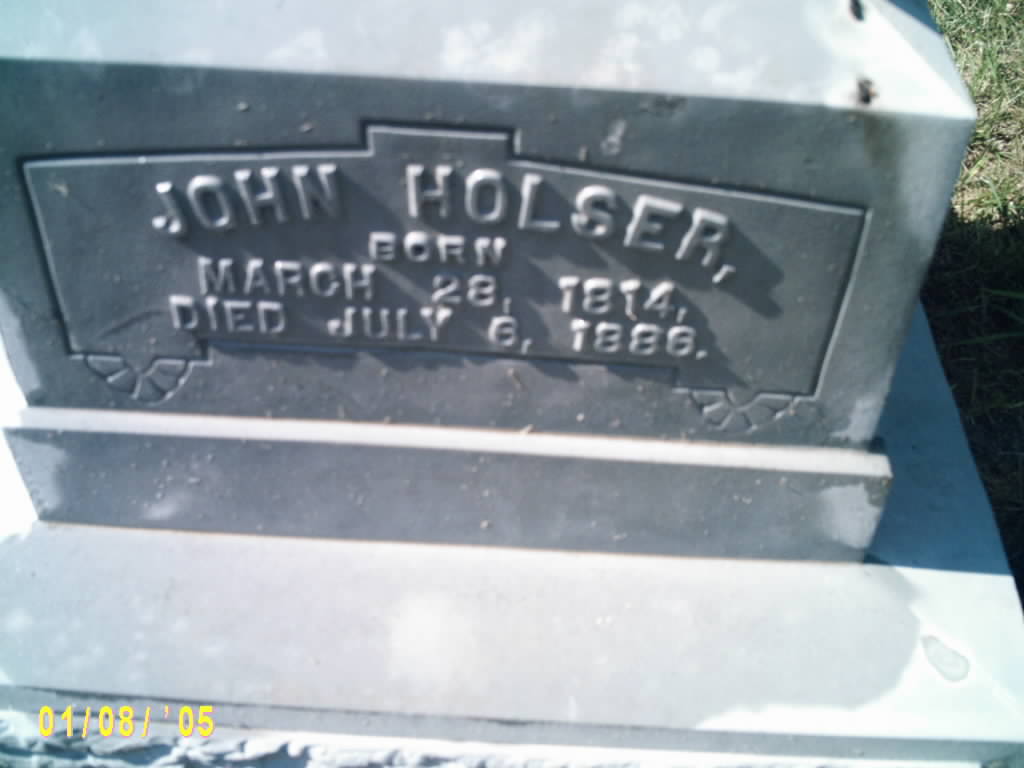 JOHN HOLSER,
BORN
MARCH 28, 1814,
DIED JULY 6, 1886.
01/08/'05